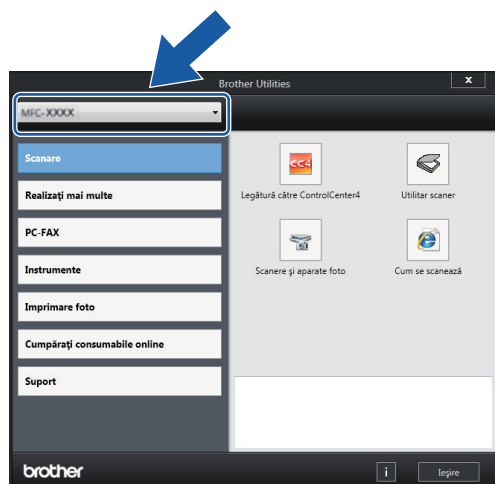 Brother Utilities
x
MFC-XXXX
Scanare
Realizați mai multe
PC-FAX
Instrumente
Imprimare foto
Cumpărați consumabile online
Suport
CC4
Legătură către ControlCenter4
Utilitar scaner
Scanere și aparate foto
Cum se scanează
brother
i
Ieșire